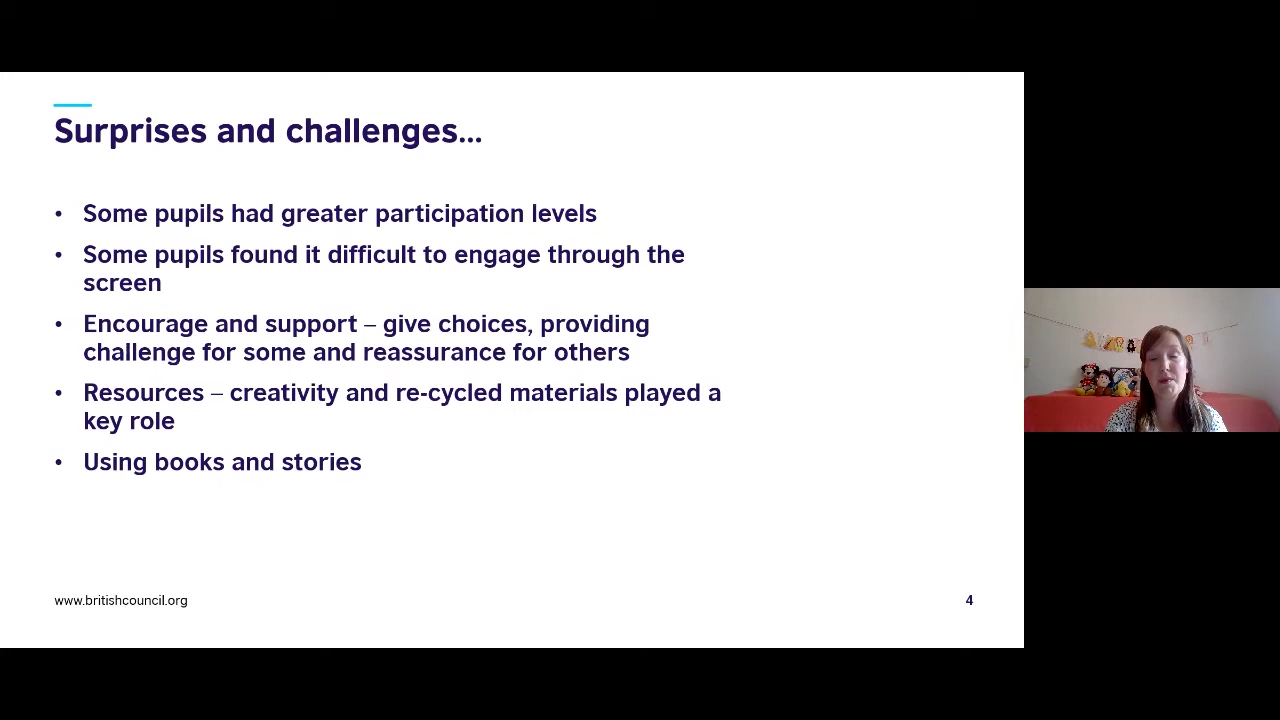 Surprises and challenges...
• Some pupils had greater participation levels
• Some pupils found it difficult to engage through the
screen
• Encourage and support – give choices, providing
challenge for some and reassurance for others
• Resources – creativity and re-cycled materials played a
key role
• Using books and stories
www.britishcouncil.org
4